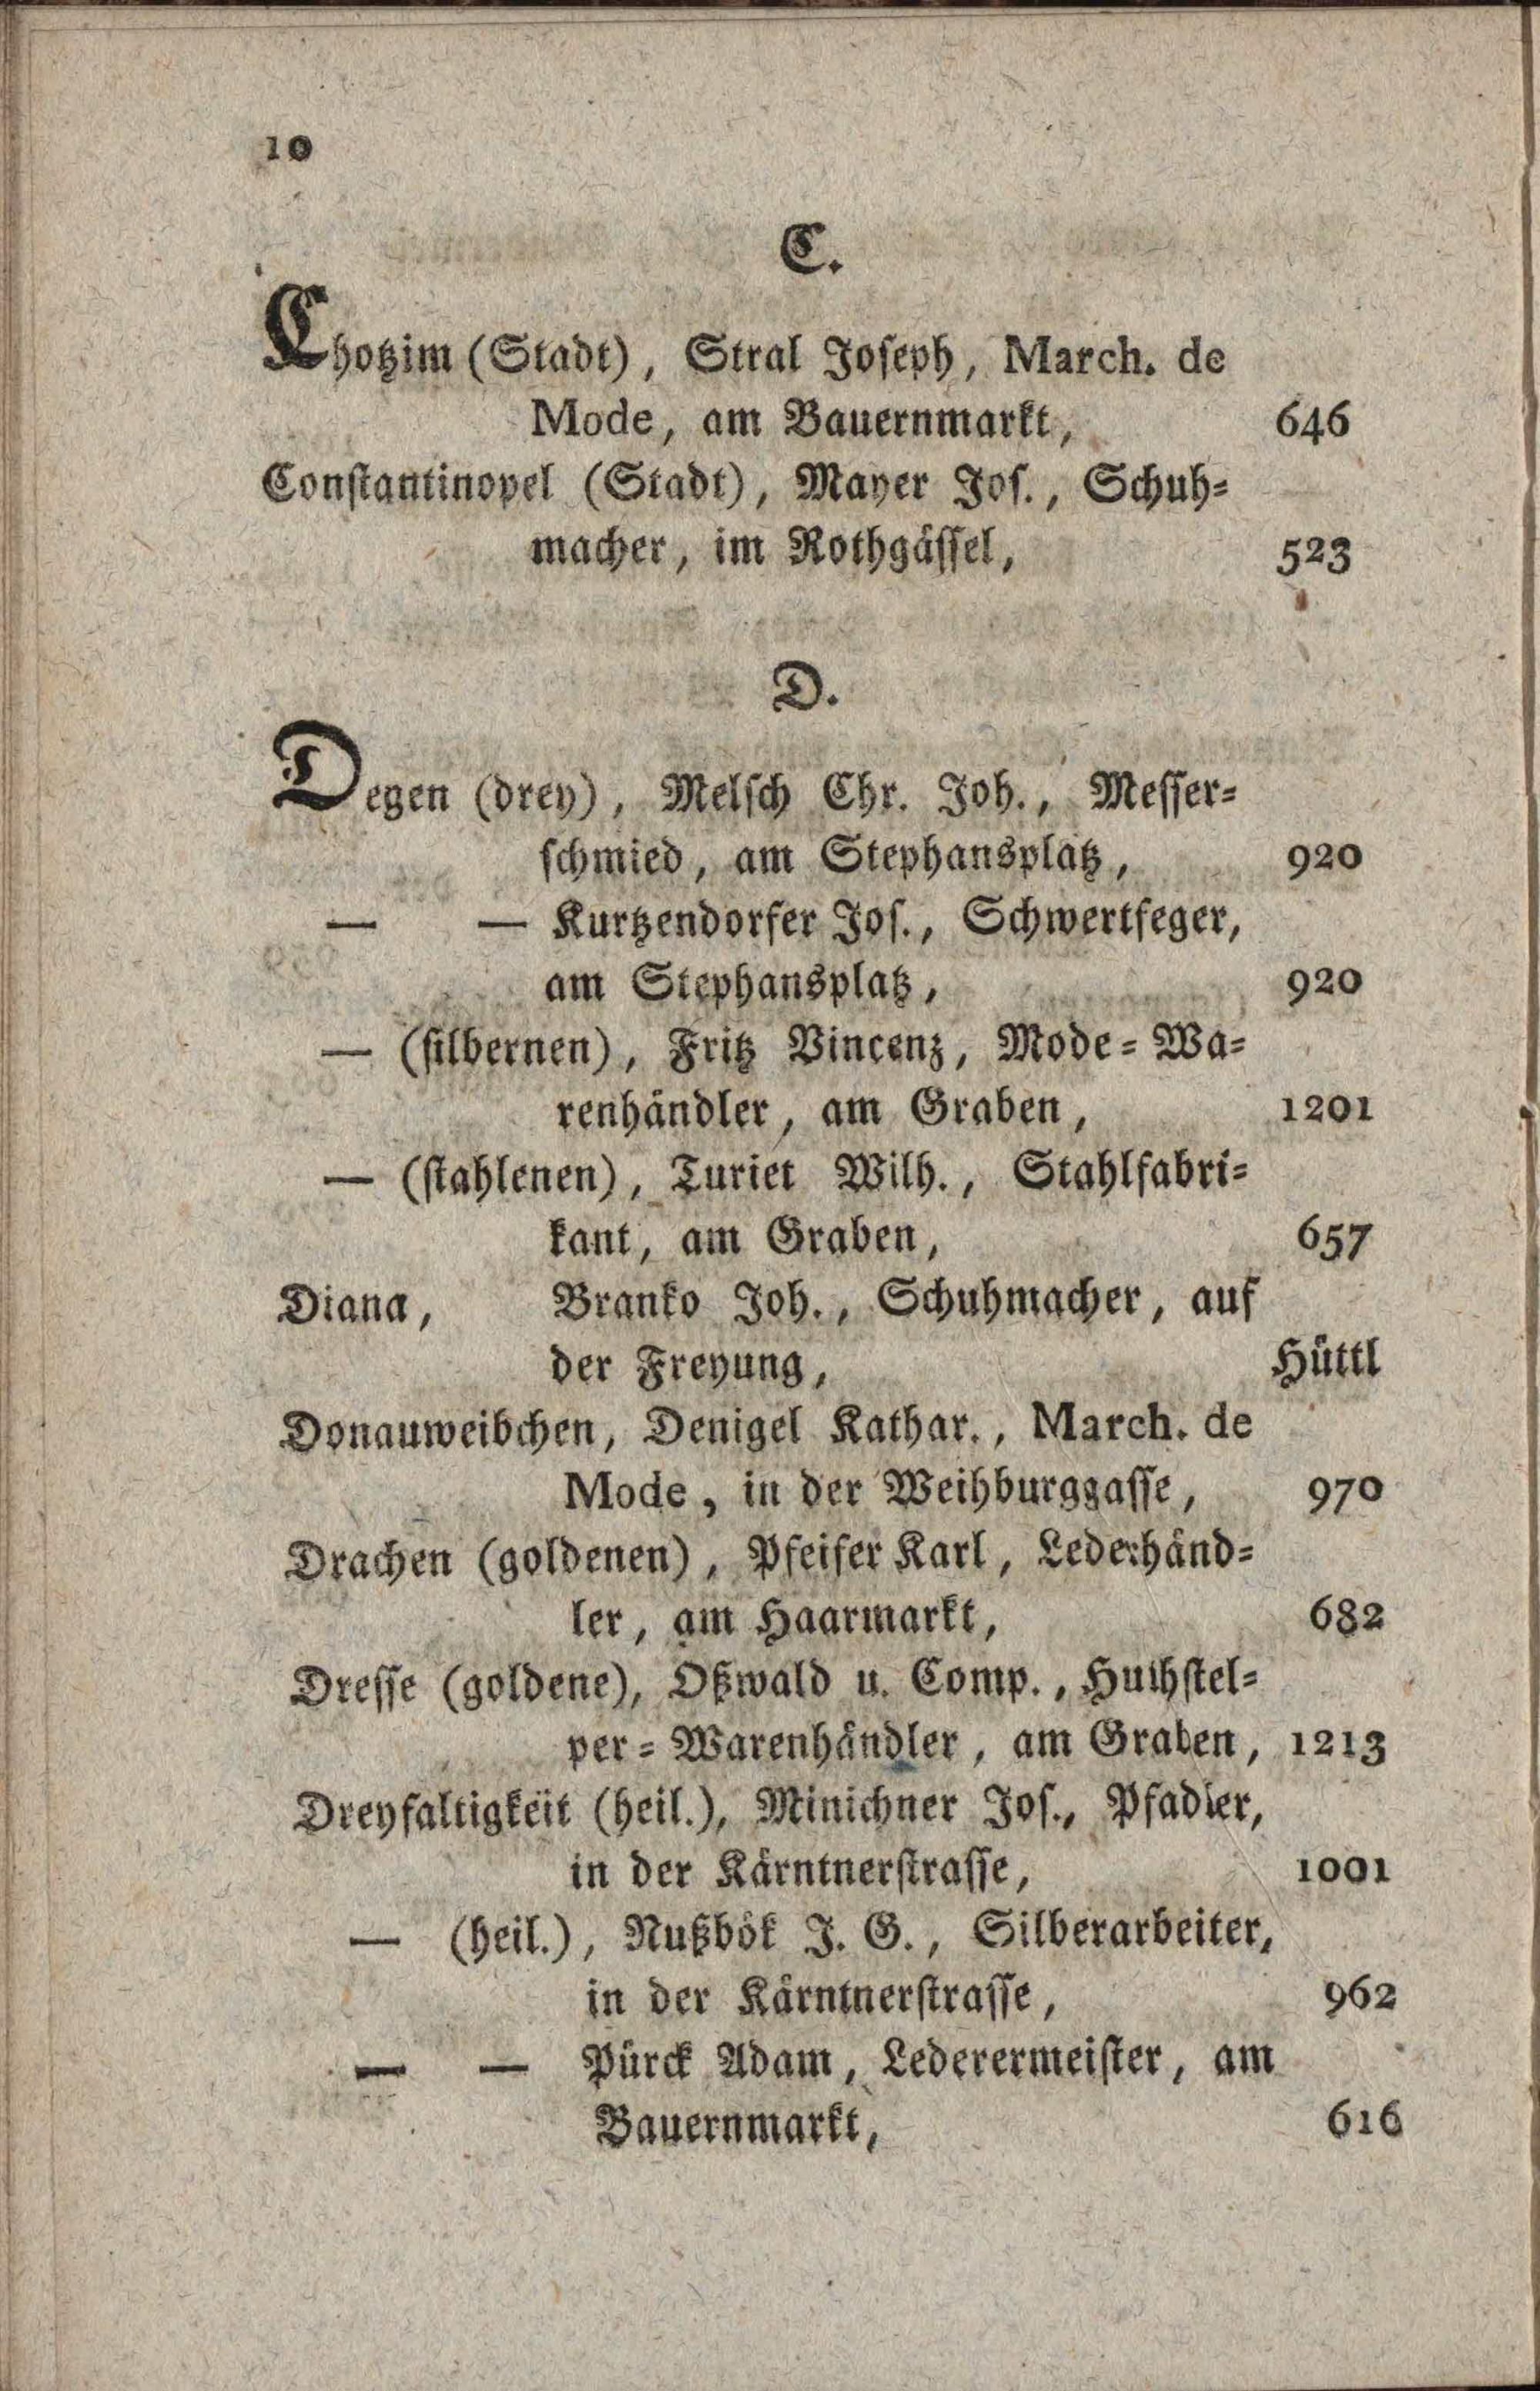 10
C.
Chotzim (Stadt), Stral Joseph, March. de
Mode, am Bauernmarkt, 646
Constantinopel (Stadt), Mayer Jos., Schuh-
macher, im Rothgässel, 523
D.
Degen (drey), Melsch Chr. Joh., Messer-
schmied, am Stephansplatz, 920
— — Kurtzendorfer Jos., Schwertfeger,
am Stephansplatz, 920
— (silbernen), Fritz Vincenz, Mode-Wa-
renhändler, am Graben, 1201
— (stahlenen), Turiet Wilh., Stahlfabri-
kant, am Graben, 657
Diana, Branko Joh., Schuhmacher, auf
der Freyung, Hüttl
Donauweibchen, Denigel Kathar., March. de
Mode, in der Weihburggasse, 970
Drachen (goldenen), Pfeifer Karl, Lederhänd-
ler, am Haarmarkt, 682
Dresse (goldene), Oßwald u. Comp., Huthstel-
per-Warenhändler, am Graben, 1213
Dreyfaltigkeit (heil.), Minichner Jos., Pfadler,
in der Kärntnerstrasse, 1001
— (heil.), Nußbök J. G., Silberarbeiter,
in der Kärntnerstrasse, 962
— — Pürck Adam, Lederermeister, am
Bauernmarkt, 616